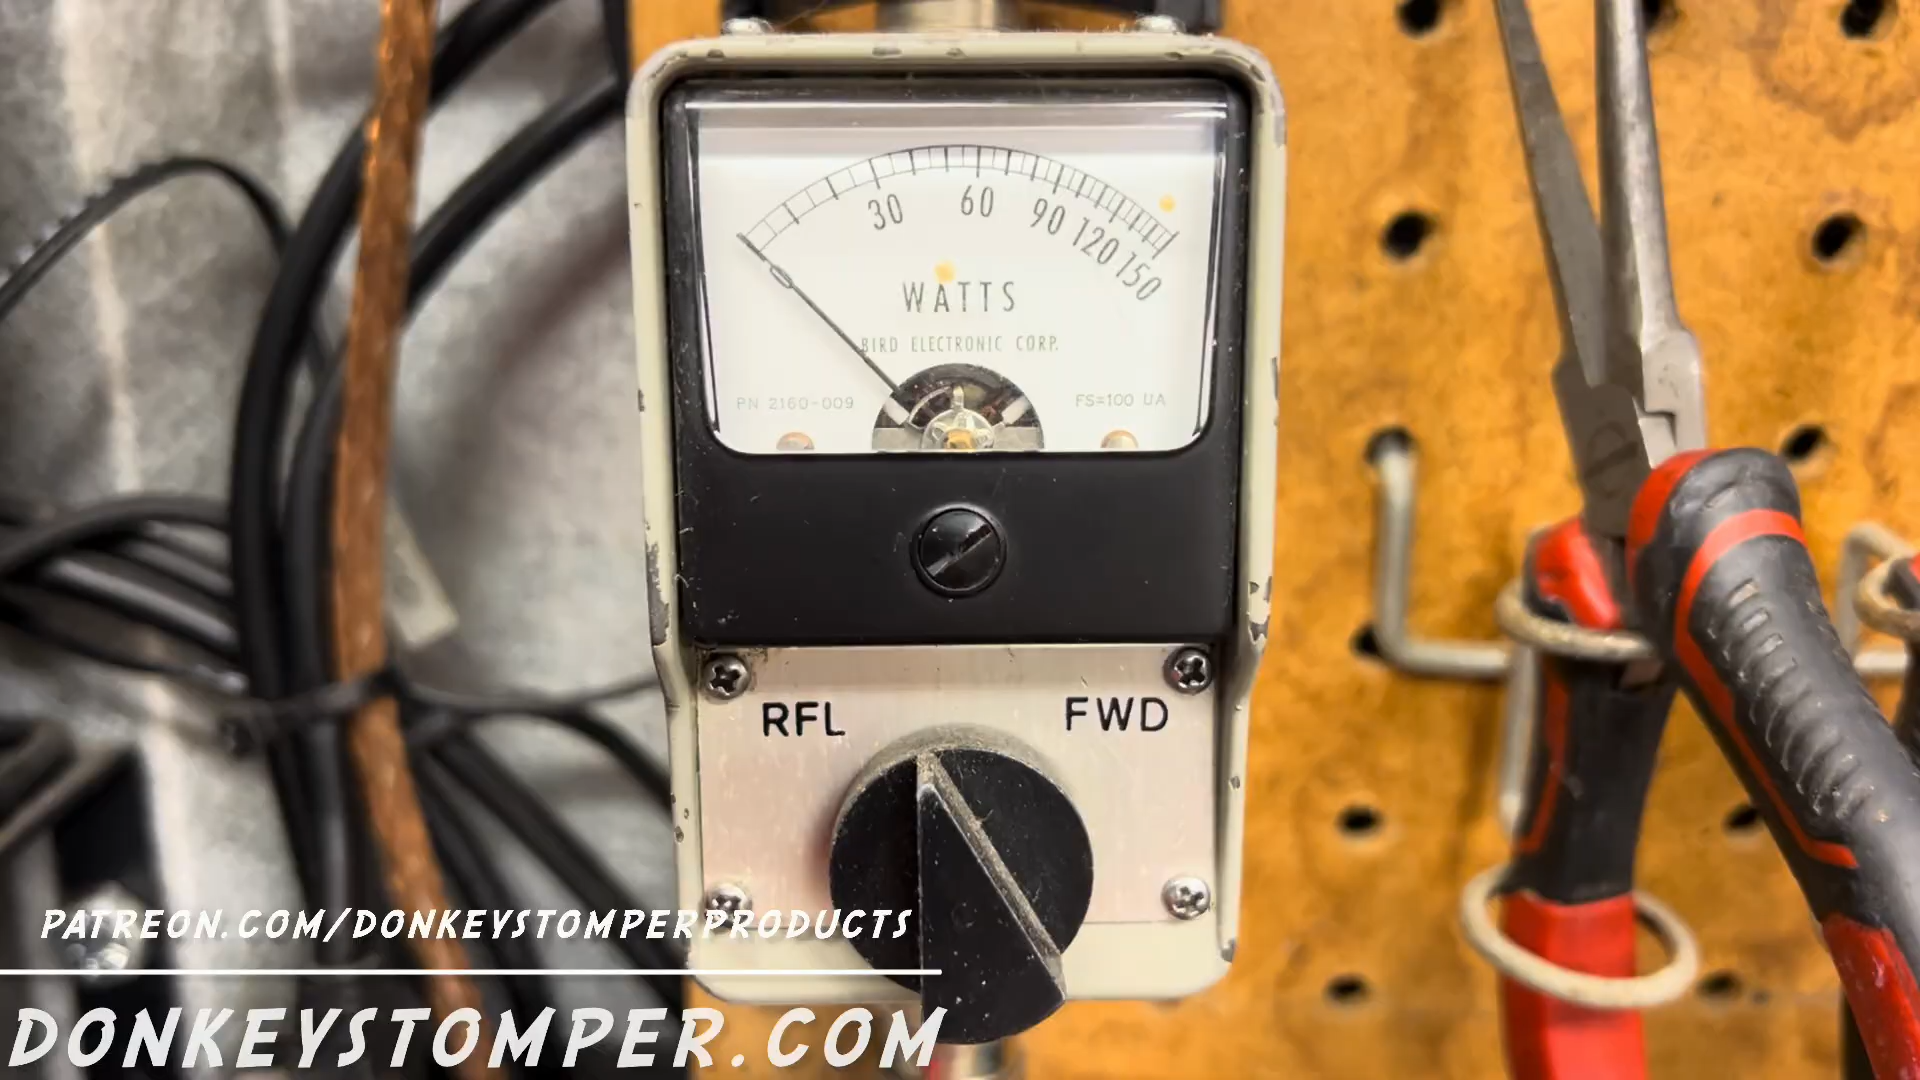 30 60 90 120 150
WATTS
BIRD ELECTRONIC CORP.
PN 2160-009 FS=100 UA
RFL FWD
PATREON.COM/DONKEYSTOMPERPRODUCTS
DONKEYSTOMPER.COM